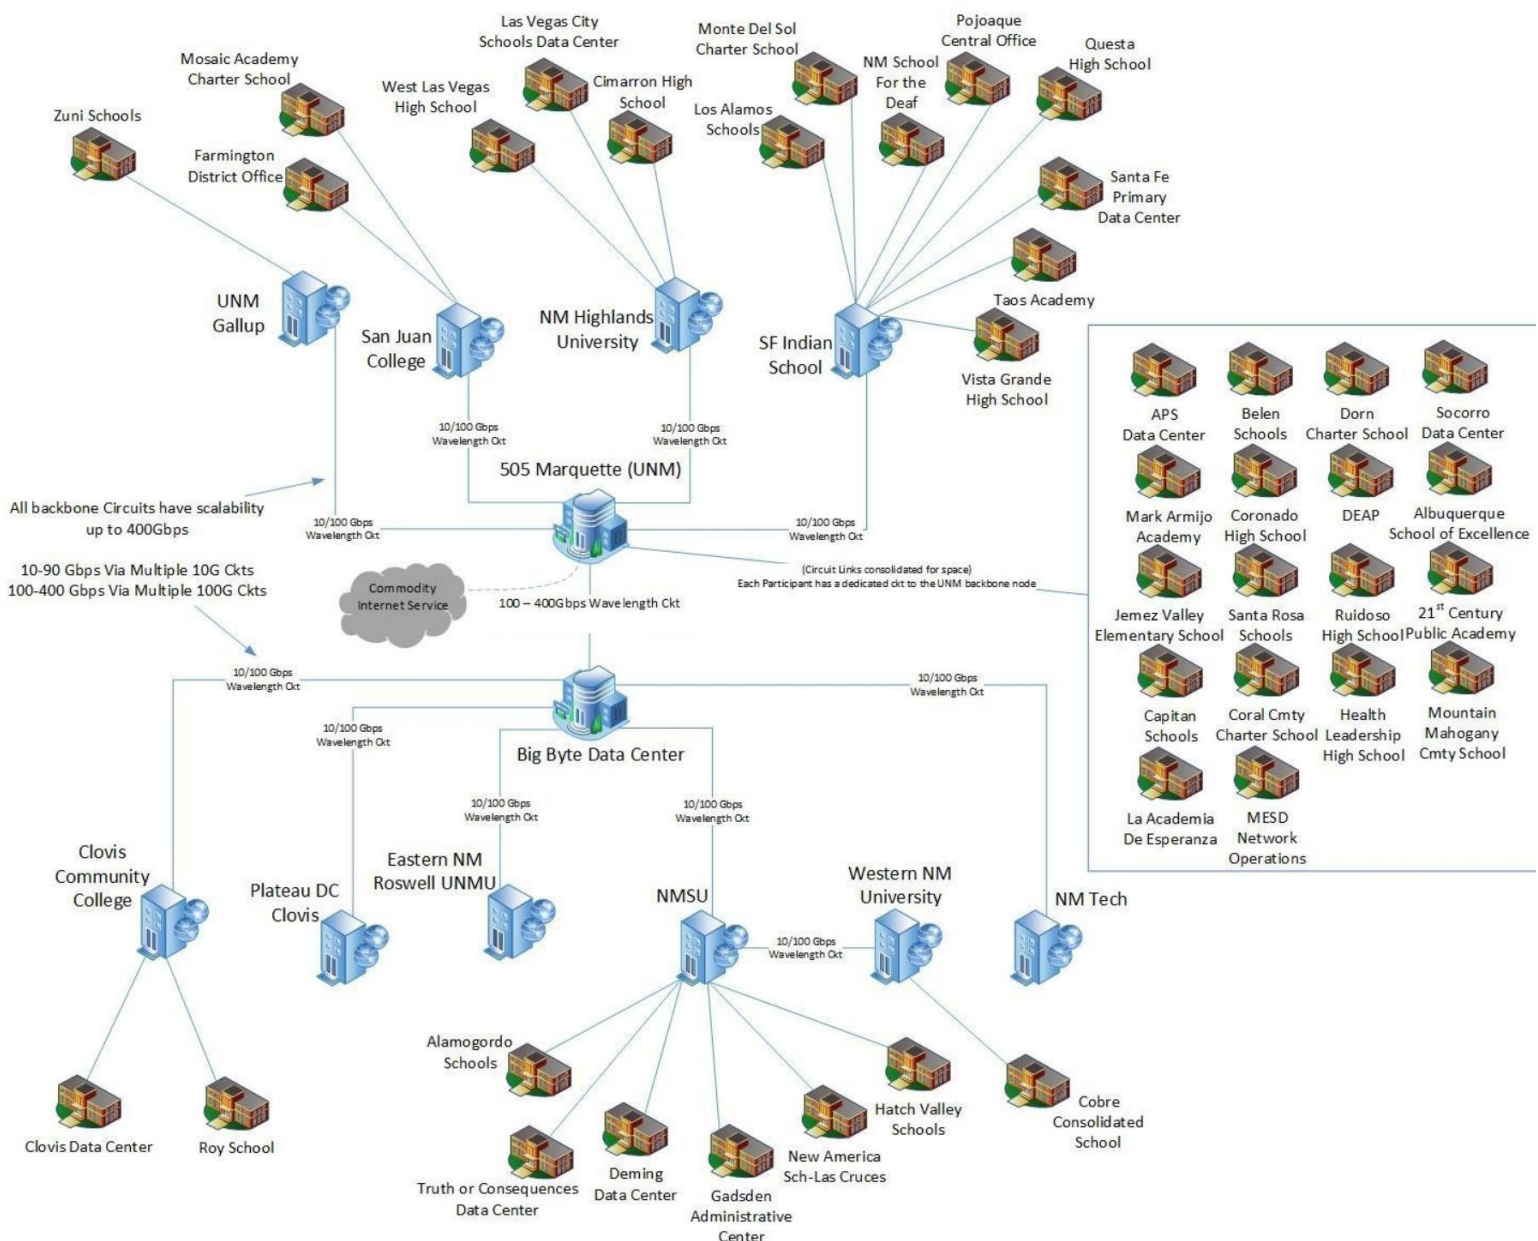 Las Vegas City
Schools Data Center
Mosaic Academy
Charter School
West Las Vegas
High School
Cimarron High
School
Zuni Schools
Farmington
District Office
Monte Del Sol
Charter School
Pojoaque
Central Office
NM School
For the
Deaf
Questa
High School
Los Alamos
Schools
Santa Fe
Primary
Data Center
Taos Academy
Vista Grande
High School
UNM
Gallup
San Juan
College
NM Highlands
University
SF Indian
School
10/100 Gbps
Wavelength Ckt
10/100 Gbps
Wavelength Ckt
505 Marquette (UNM)
All backbone Circuits have scalability
up to 400Gbps
10/100 Gbps
Wavelength Ckt
10/100 Gbps
Wavelength Ckt
10-90 Gbps Via Multiple 10G Ckts
100-400 Gbps Via Multiple 100G Ckts
Commodity
Internet Service
100 – 400Gbps Wavelength Ckt
(Circuit Links consolidated for space)
Each Participant has a dedicated ckt to the UNM backbone node
APS
Data Center
Belen
Schools
Dorn
Charter School
Socorro
Data Center
Mark Armijo
Academy
Coronado
High School
DEAP
Albuquerque
School of Excellence
Jemez Valley
Elementary School
Santa Rosa
Schools
Ruidoso
High School
21st Century
Public Academy
Capitan
Schools
Coral Cmty
Charter School
Health
Leadership
High School
Mountain
Mahogany
Cmty School
La Academia
De Esperanza
MESD
Network
Operations
10/100 Gbps
Wavelength Ckt
10/100 Gbps
Wavelength Ckt
10/100 Gbps
Wavelength Ckt
Big Byte Data Center
10/100 Gbps
Wavelength Ckt
10/100 Gbps
Wavelength Ckt
Clovis
Community
College
Plateau DC
Clovis
Eastern NM
Roswell UNMU
NMSU
Western NM
University
NM Tech
10/100 Gbps
Wavelength Ckt
Clovis Data Center
Roy School
Alamogordo
Schools
Truth or Consequences
Data Center
Deming
Data Center
Gadsden
Administrative
Center
New America
Sch-Las Cruces
Hatch Valley
Schools
Cobre
Consolidated
School